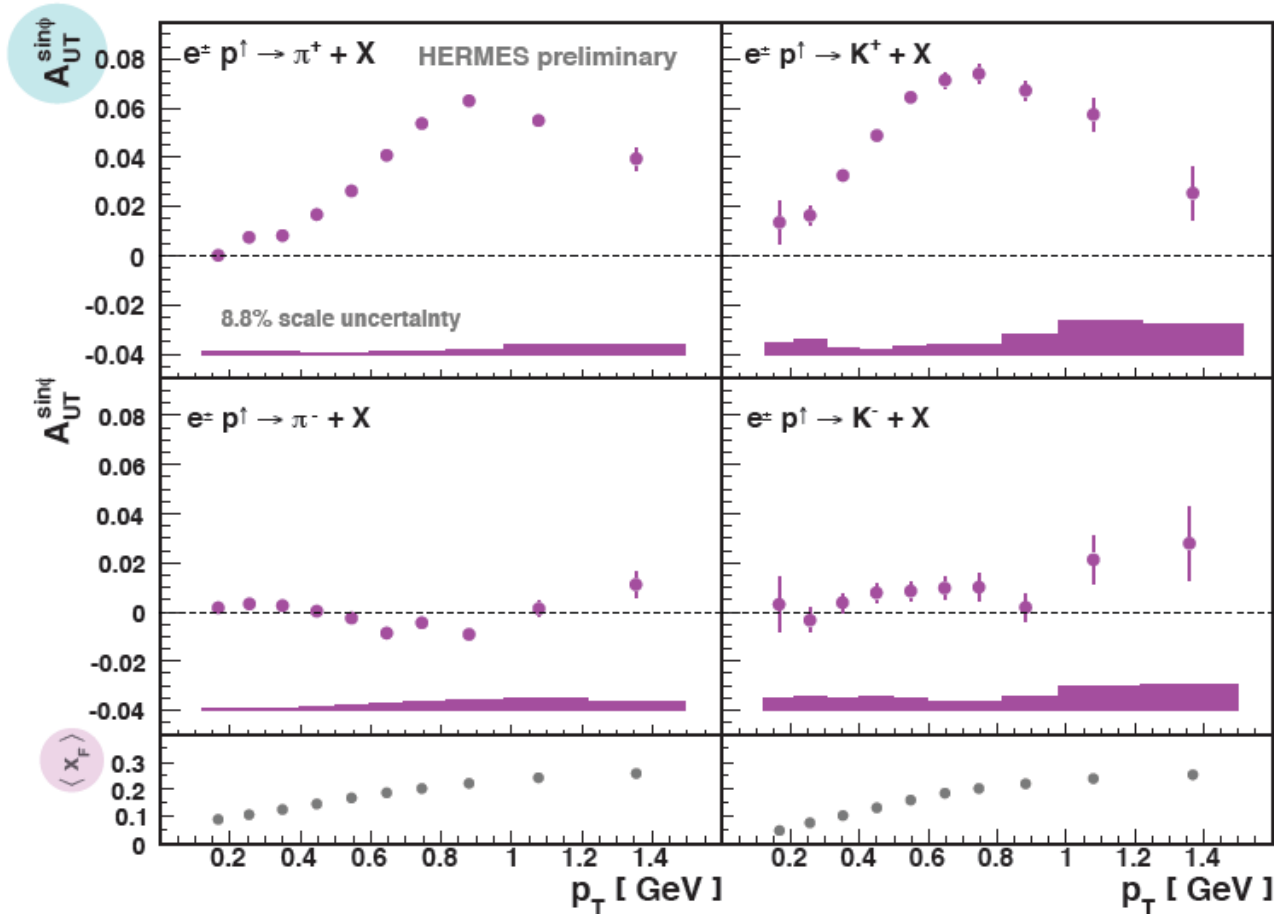 A_UT^sinϕ
e± p↑ → π⁺ + X HERMES preliminary
e± p↑ → K⁺ + X
0.08
0.06
0.04
0.02
0
-0.02
-0.04
8.8% scale uncertainty
A_UT^sinϕ
e± p↑ → π⁻ + X
e± p↑ → K⁻ + X
0.08
0.06
0.04
0.02
0
-0.02
-0.04
⟨ x_F ⟩
0.3
0.2
0.1
0
0.2 0.4 0.6 0.8 1 1.2 1.4
0.2 0.4 0.6 0.8 1 1.2 1.4
p_T [ GeV ]
p_T [ GeV ]